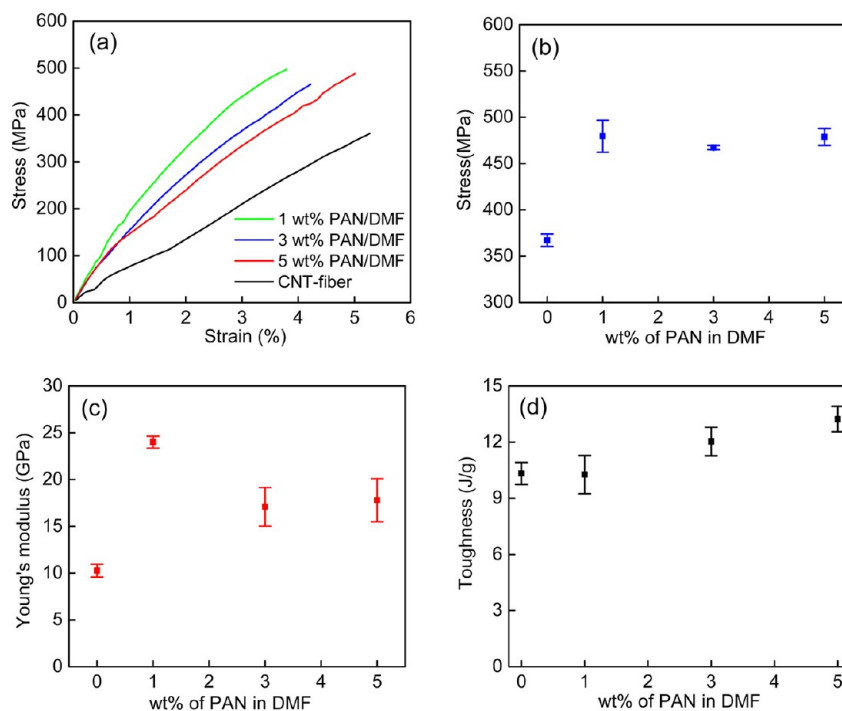 (a)
600
500
400
300
200
100
0
Stress (MPa)
1 wt% PAN/DMF
3 wt% PAN/DMF
5 wt% PAN/DMF
CNT-fiber
0 1 2 3 4 5 6
Strain (%)
(b)
600
550
500
450
400
350
300
Stress(MPa)
0 1 2 3 4 5
wt% of PAN in DMF
(c)
30
25
20
15
10
5
0
Young's modulus (GPa)
0 1 2 3 4 5
wt% of PAN in DMF
(d)
15
12
9
6
3
0
Toughness (J/g)
0 1 2 3 4 5
wt% of PAN in DMF